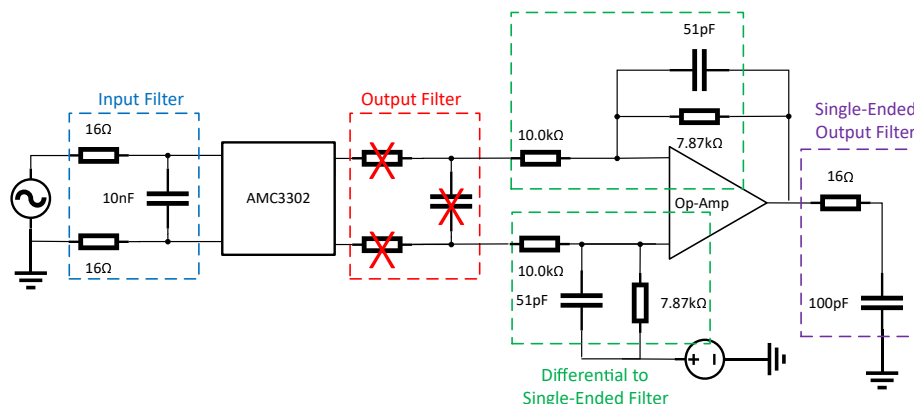 51pF
Input Filter
Output Filter
Single-Ended
Output Filter
16Ω
10.0kΩ
7.87kΩ
16Ω
10nF
AMC3302
Op-Amp
16Ω
10.0kΩ
51pF
7.87kΩ
100pF
+ −
Differential to
Single-Ended Filter